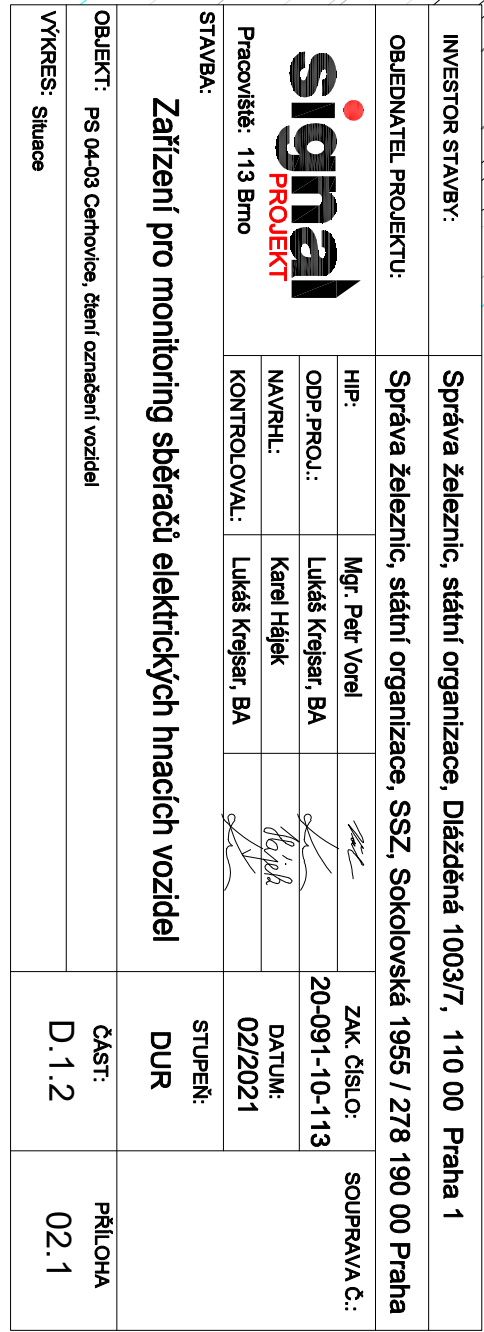 INVESTOR STAVBY: Správa železnic, státní organizace, Dlážděná 1003/7, 110 00 Praha 1
OBJEDNATEL PROJEKTU: Správa železnic, státní organizace, SSZ, Sokolovská 1955 / 278 190 00 Praha
signal
PROJEKT
Pracoviště: 113 Brno
HIP: Mgr. Petr Vorel
ODP.PROJ.: Lukáš Krejsar, BA
NAVRHL: Karel Hájek Hájek
KONTROLOVAL: Lukáš Krejsar, BA
ZAK. ČÍSLO:
20-091-10-113
DATUM:
02/2021
SOUPRAVA Č.:
STAVBA:
Zařízení pro monitoring sběračů elektrických hnacích vozidel
STUPEŇ:
DUR
OBJEKT: PS 04-03 Cerhovice, čtení označení vozidel
VÝKRES: Situace
ČÁST:
D.1.2
PŘÍLOHA
02.1